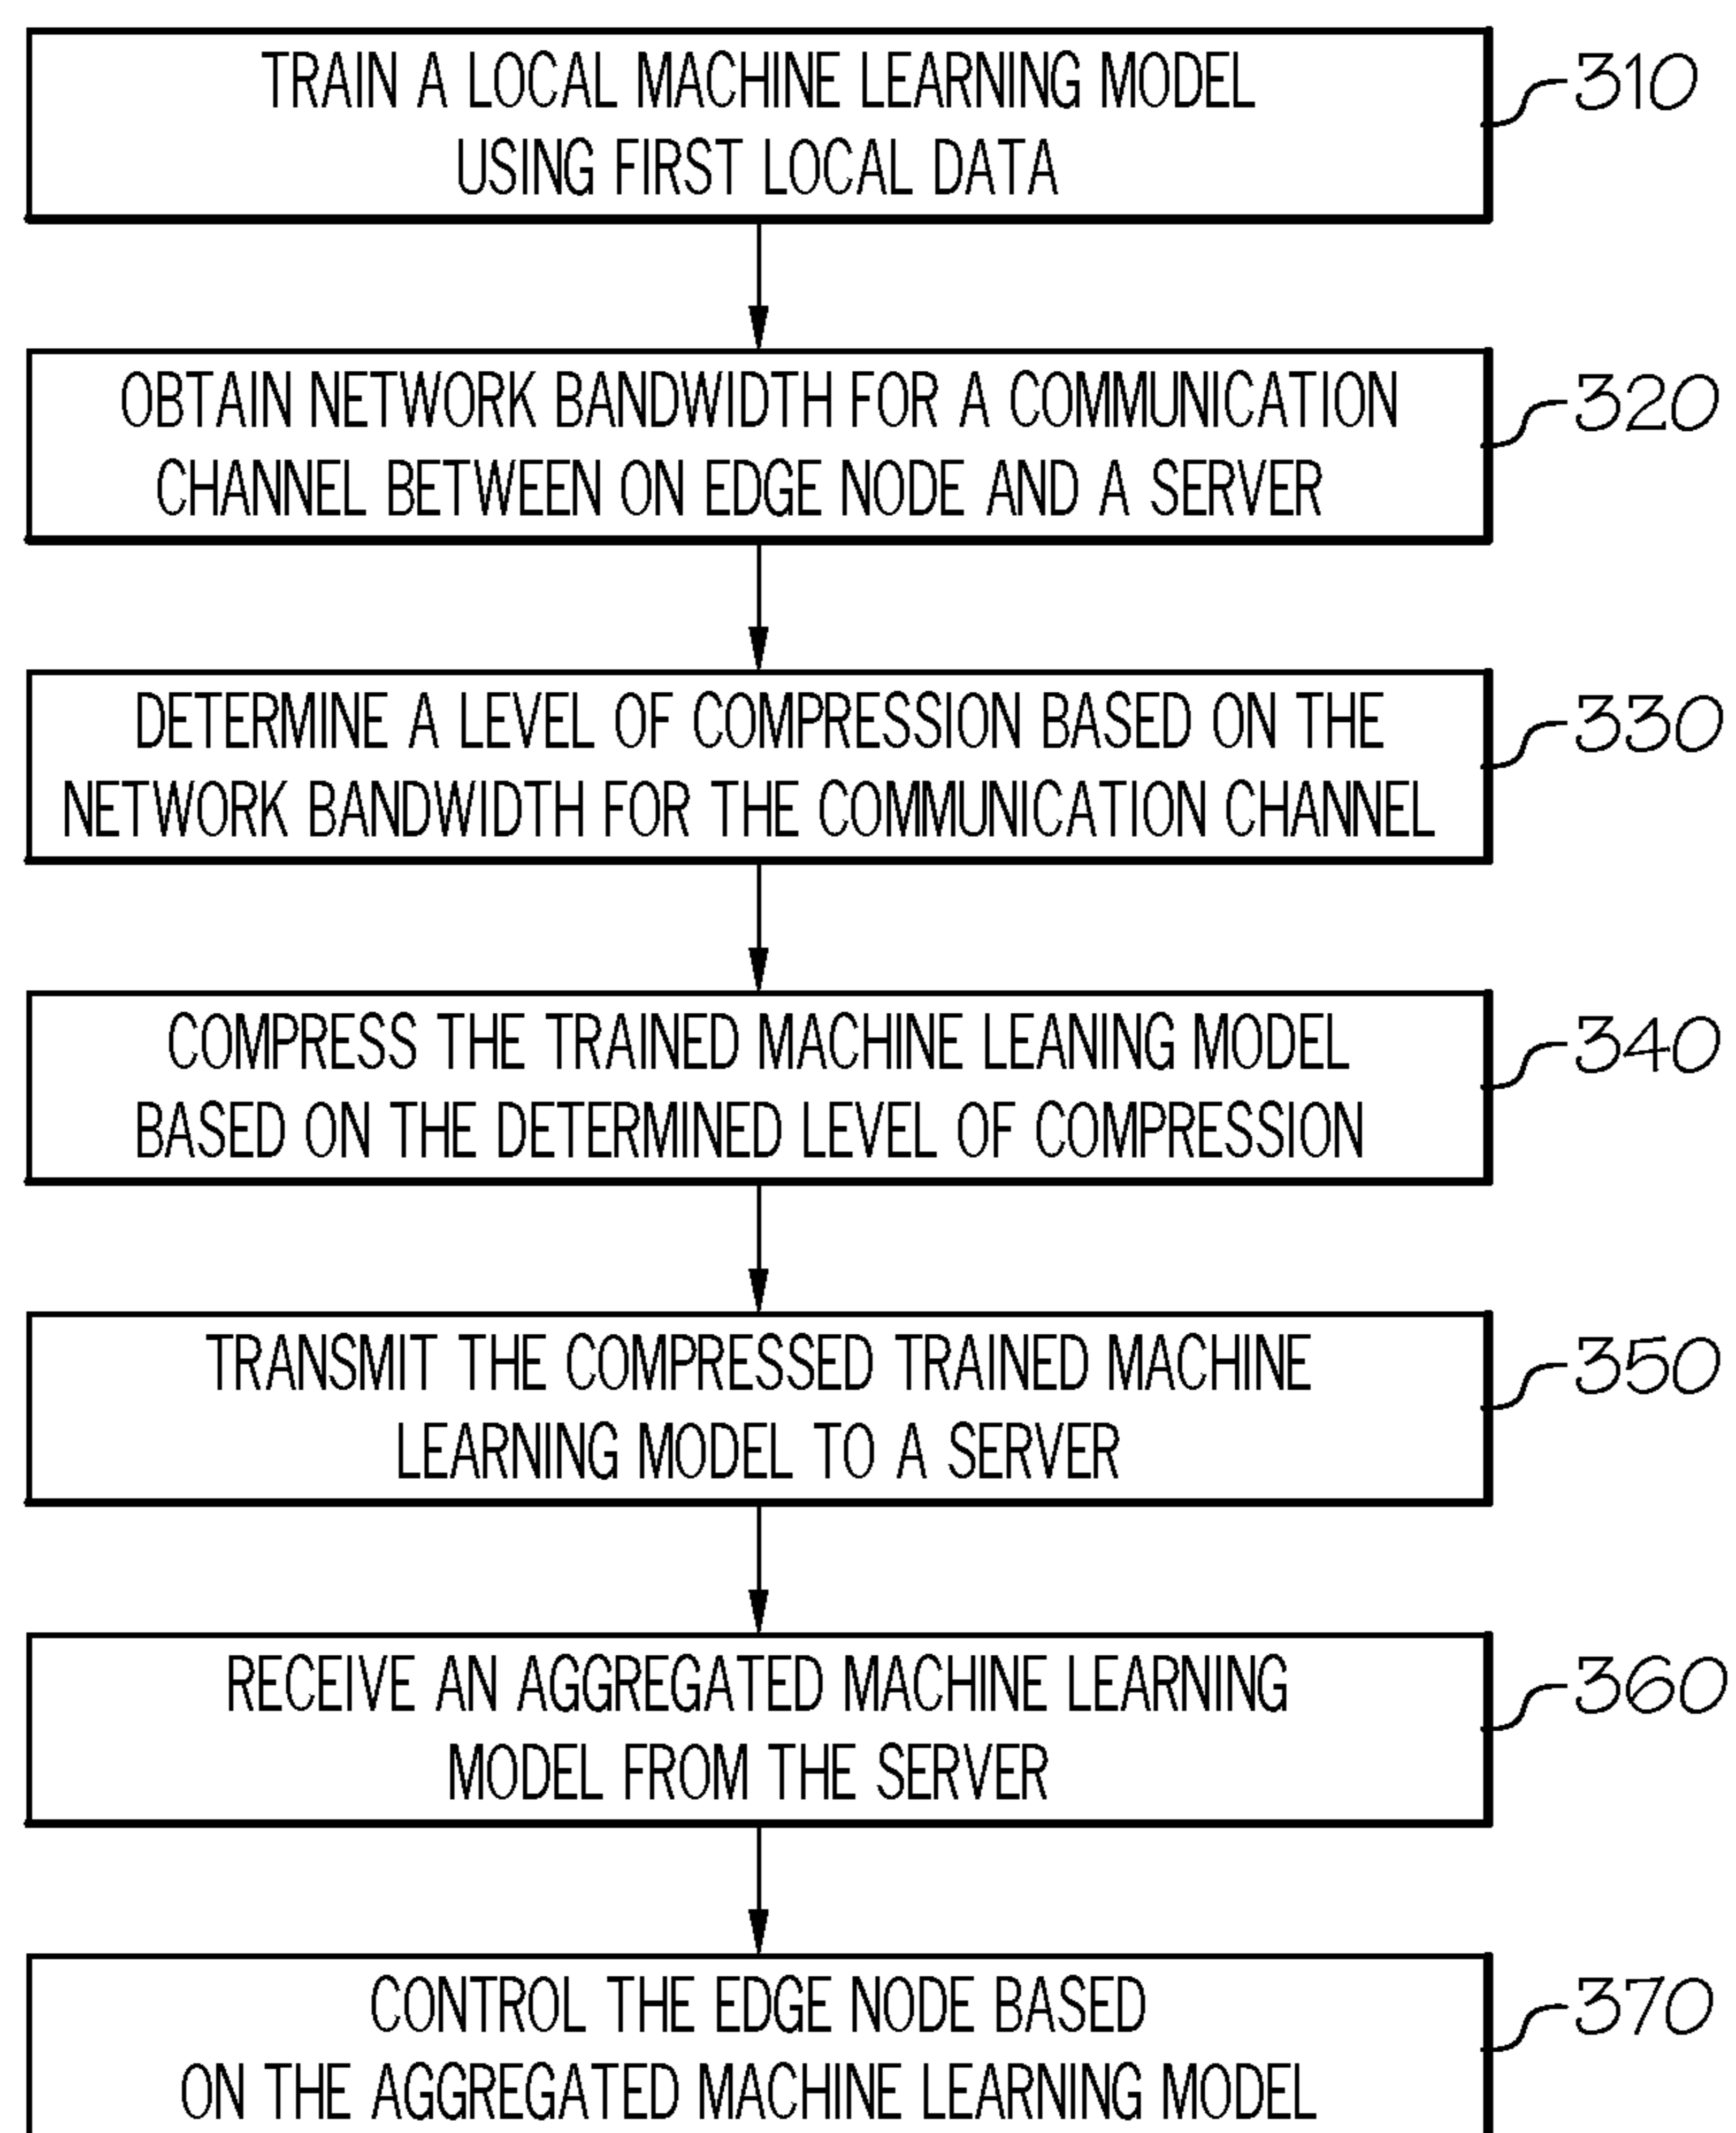 TRAIN A LOCAL MACHINE LEARNING MODEL
USING FIRST LOCAL DATA
310
OBTAIN NETWORK BANDWIDTH FOR A COMMUNICATION
CHANNEL BETWEEN ON EDGE NODE AND A SERVER
320
DETERMINE A LEVEL OF COMPRESSION BASED ON THE
NETWORK BANDWIDTH FOR THE COMMUNICATION CHANNEL
330
COMPRESS THE TRAINED MACHINE LEANING MODEL
BASED ON THE DETERMINED LEVEL OF COMPRESSION
340
TRANSMIT THE COMPRESSED TRAINED MACHINE
LEARNING MODEL TO A SERVER
350
RECEIVE AN AGGREGATED MACHINE LEARNING
MODEL FROM THE SERVER
360
CONTROL THE EDGE NODE BASED
ON THE AGGREGATED MACHINE LEARNING MODEL
370